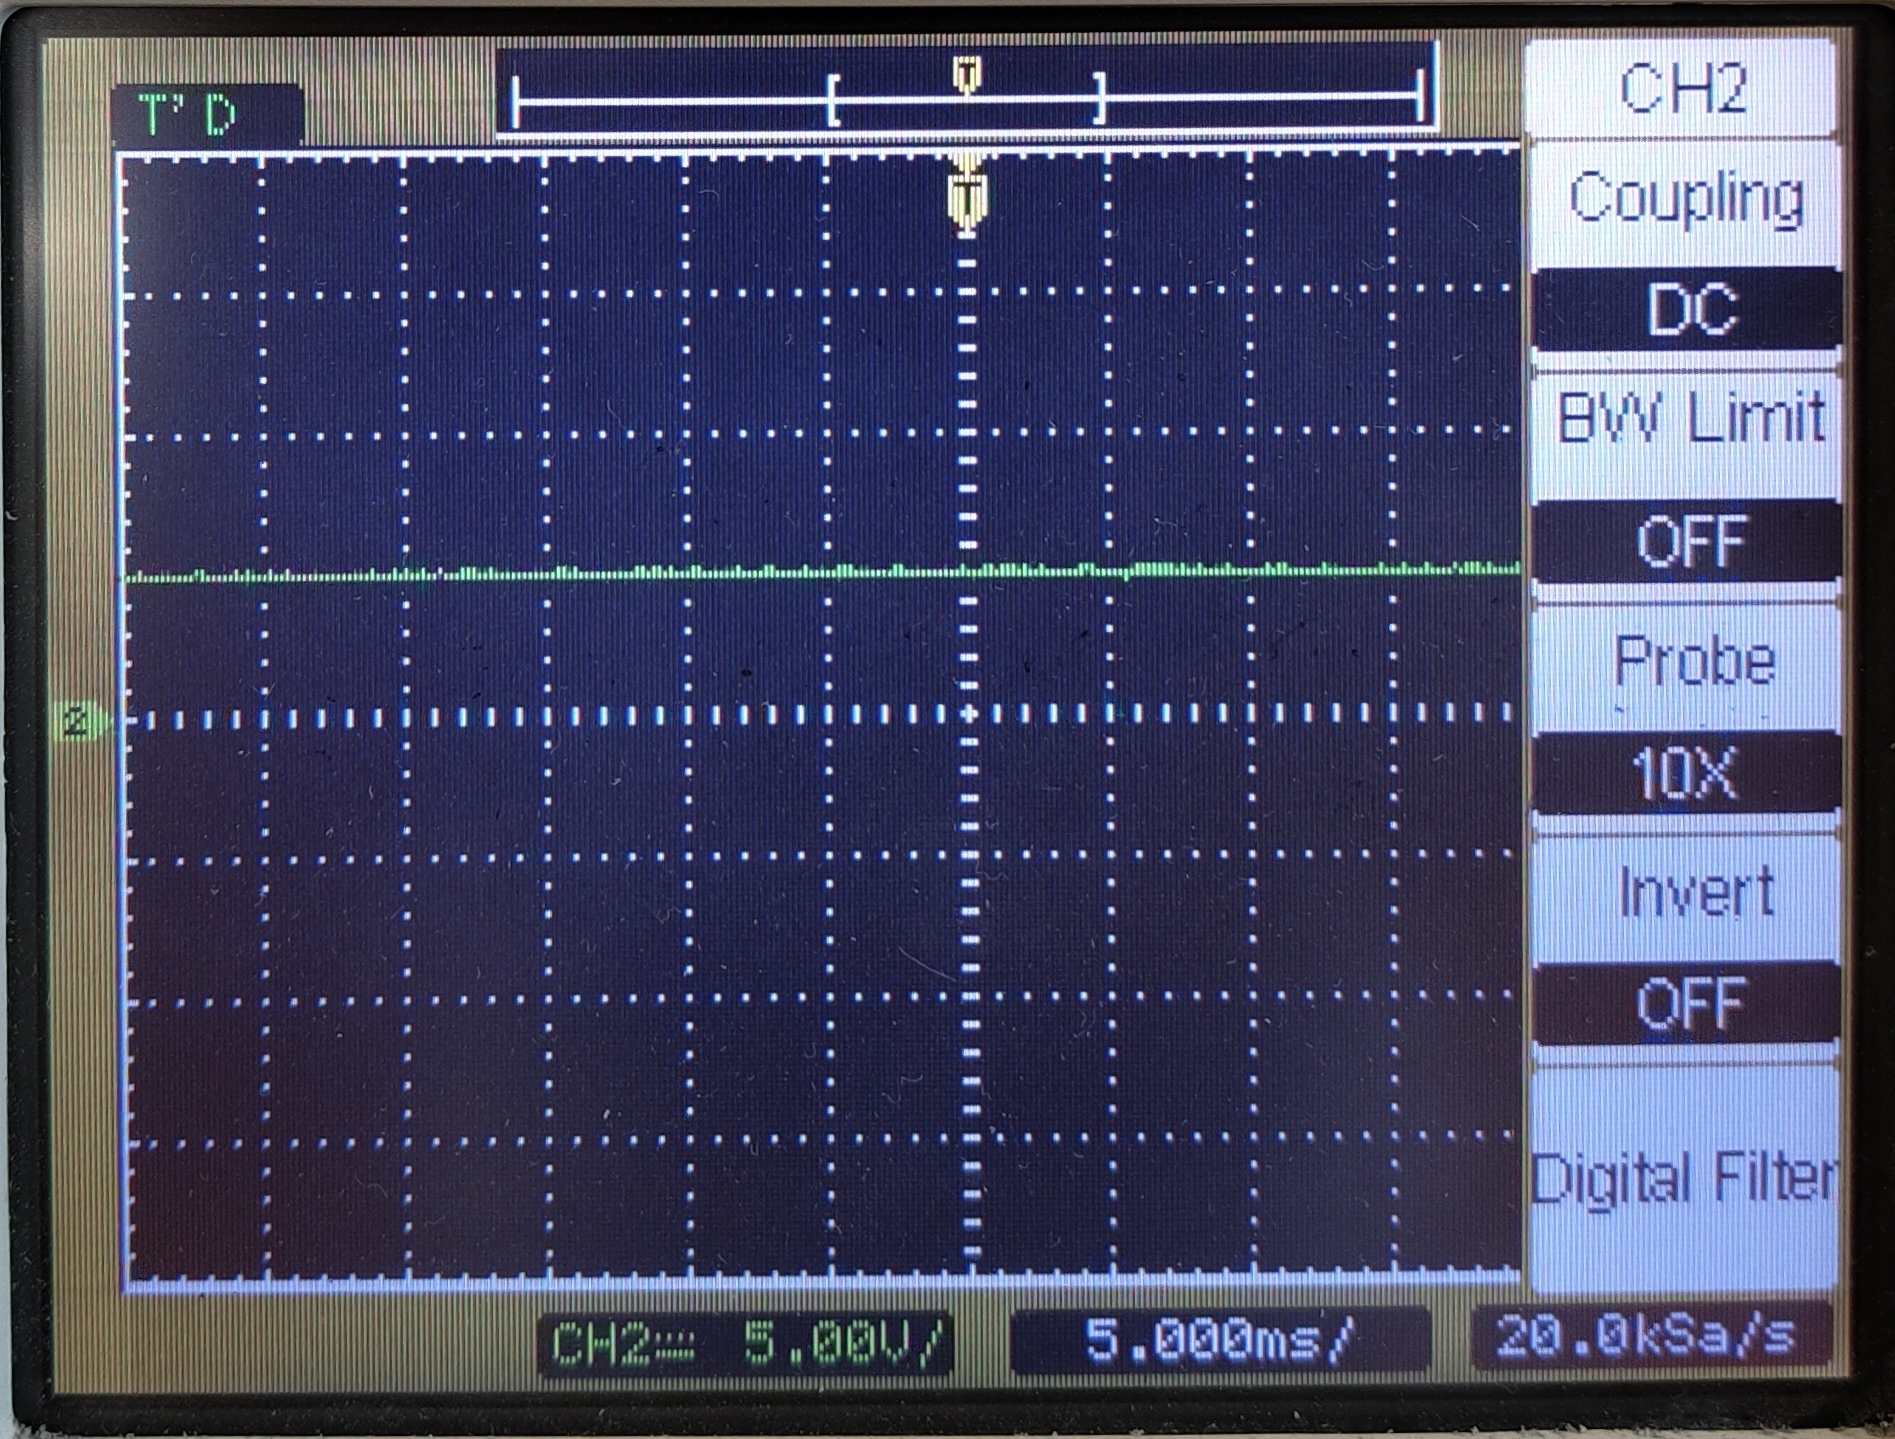 T'D
T
CH2
T
Coupling
DC
BW Limit
OFF
2
Probe
10X
Invert
OFF
Digital Filter
CH2⎓ 5.00V/ 5.000ms/ 20.0kSa/s